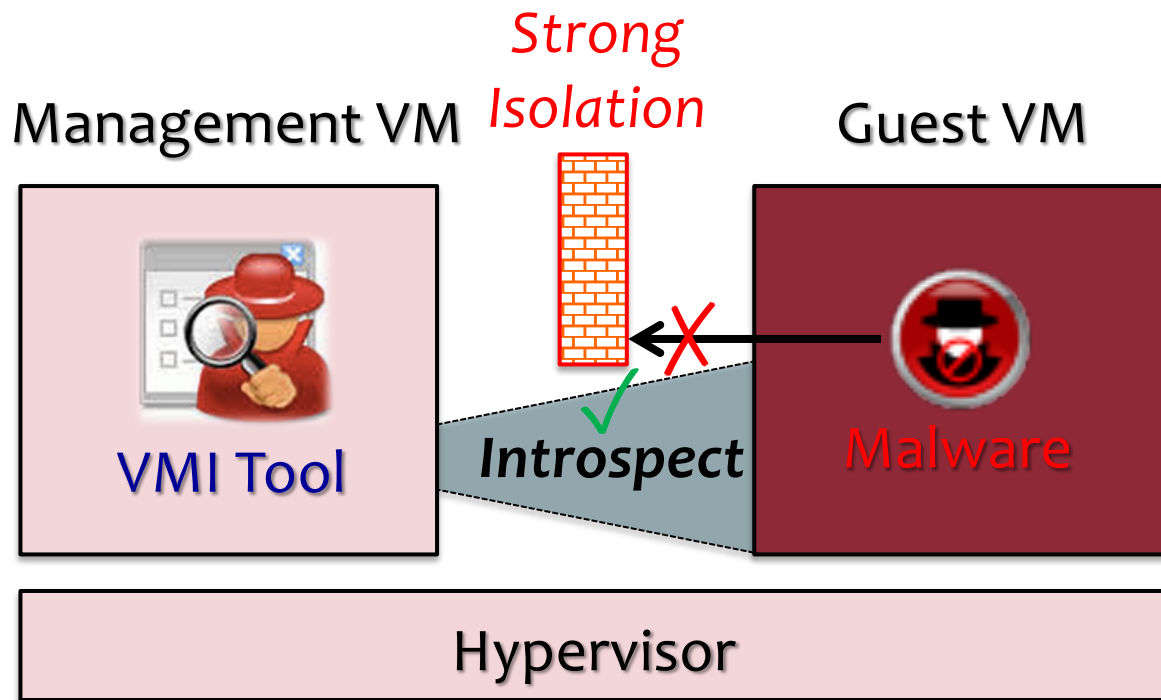 Strong
Isolation
Management VM
Guest VM
VMI Tool
Introspect
Malware
Hypervisor